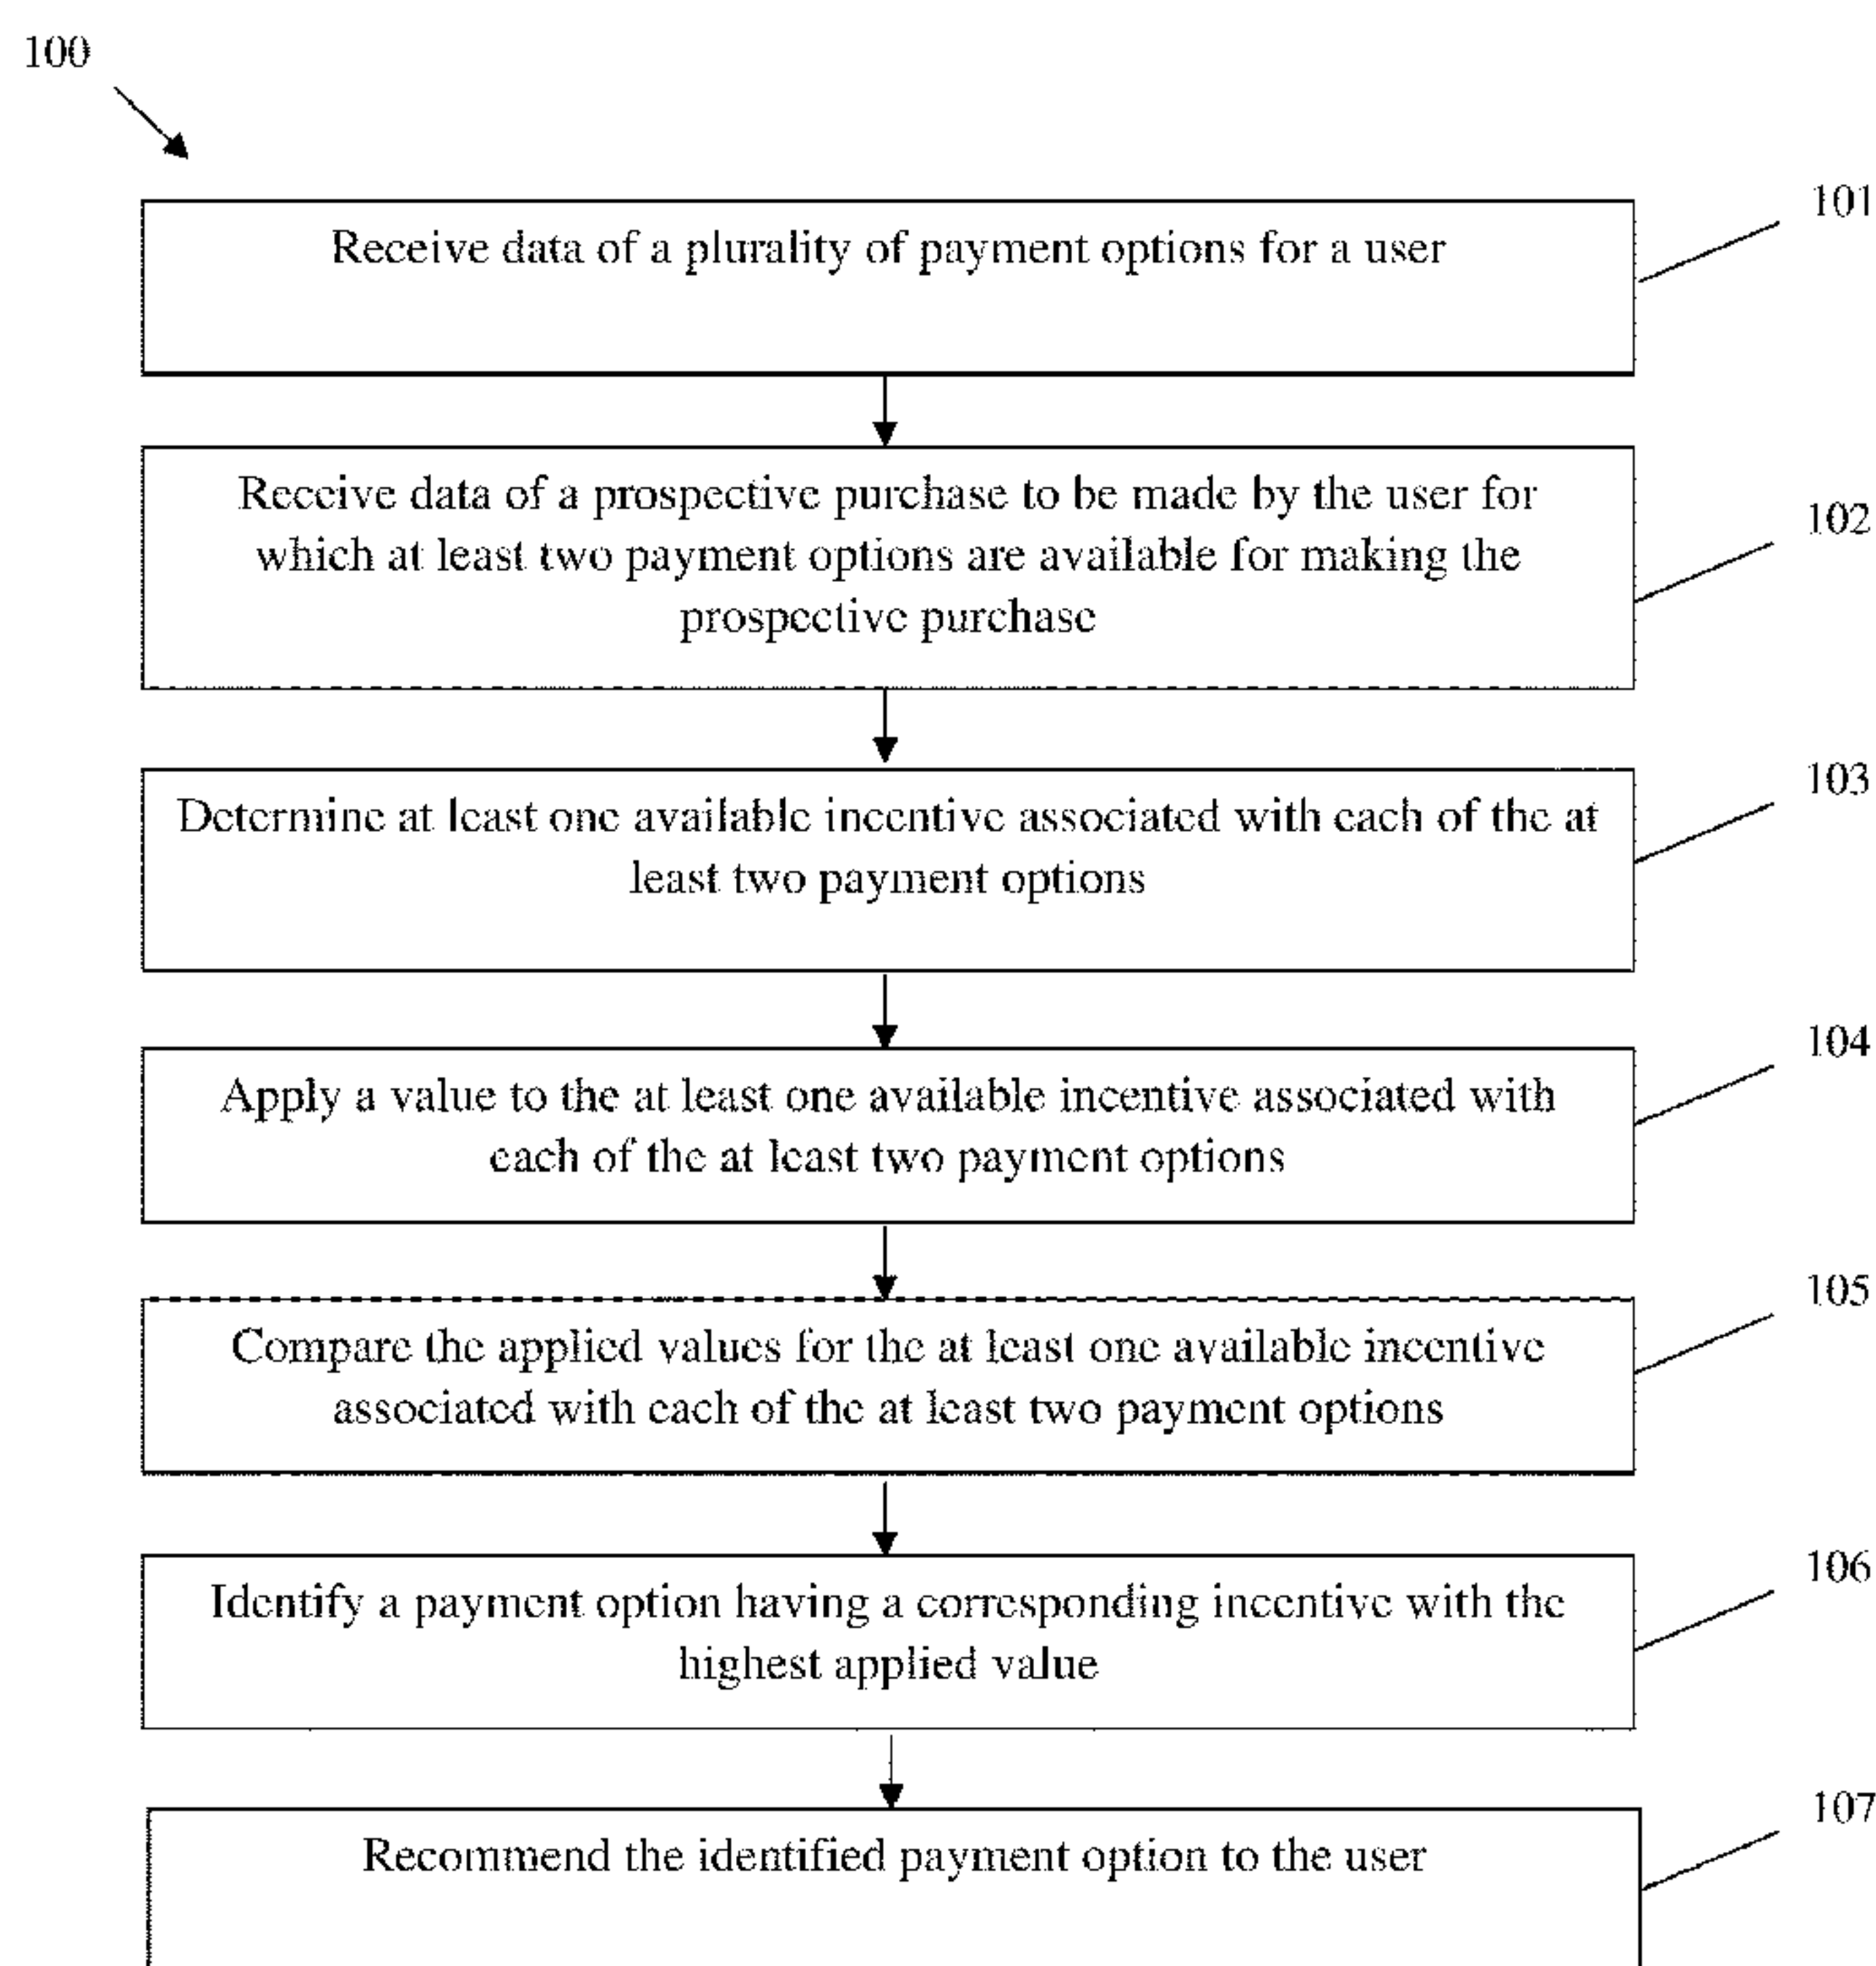 100
101
Receive data of a plurality of payment options for a user
102
Receive data of a prospective purchase to be made by the user for
which at least two payment options are available for making the
prospective purchase
103
Determine at least one available incentive associated with each of the at
least two payment options
104
Apply a value to the at least one available incentive associated with
each of the at least two payment options
105
Compare the applied values for the at least one available incentive
associated with each of the at least two payment options
106
Identify a payment option having a corresponding incentive with the
highest applied value
107
Recommend the identified payment option to the user